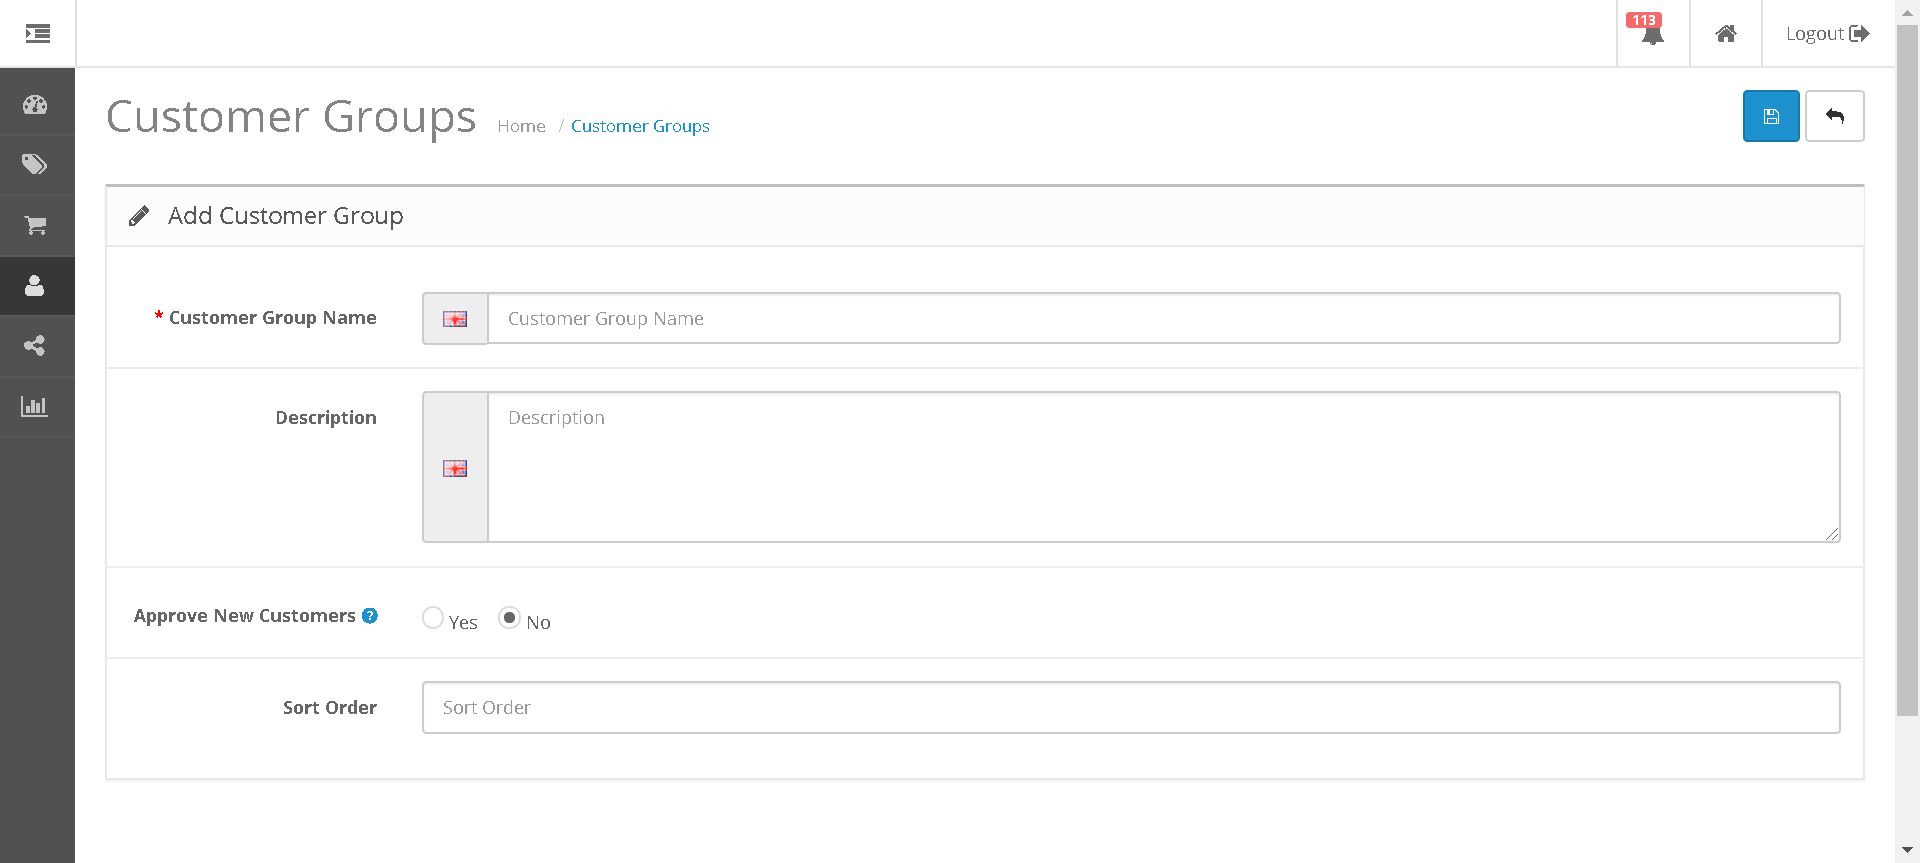 113
Logout
Customer Groups
Home / Customer Groups
Add Customer Group
* Customer Group Name
Customer Group Name
Description
Description
Approve New Customers ?
Yes
No
Sort Order
Sort Order